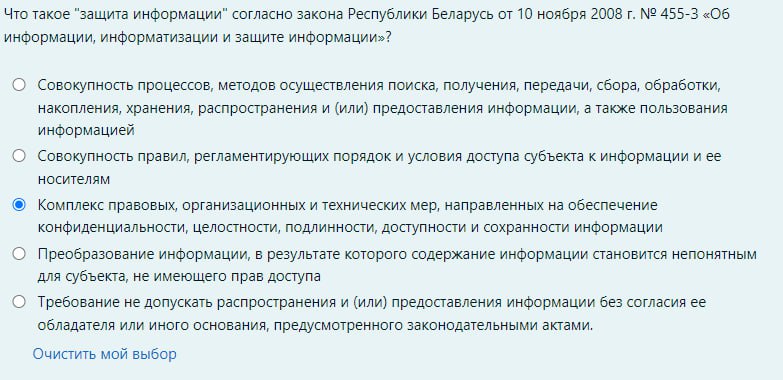 Что такое "защита информации" согласно закона Республики Беларусь от 10 ноября 2008 г. № 455-З «Об
информации, информатизации и защите информации»?
Совокупность процессов, методов осуществления поиска, получения, передачи, сбора, обработки,
накопления, хранения, распространения и (или) предоставления информации, а также пользования
информацией
Совокупность правил, регламентирующих порядок и условия доступа субъекта к информации и ее
носителям
Комплекс правовых, организационных и технических мер, направленных на обеспечение
конфиденциальности, целостности, подлинности, доступности и сохранности информации
Преобразование информации, в результате которого содержание информации становится непонятным
для субъекта, не имеющего прав доступа
Требование не допускать распространения и (или) предоставления информации без согласия ее
обладателя или иного основания, предусмотренного законодательными актами.
Очистить мой выбор